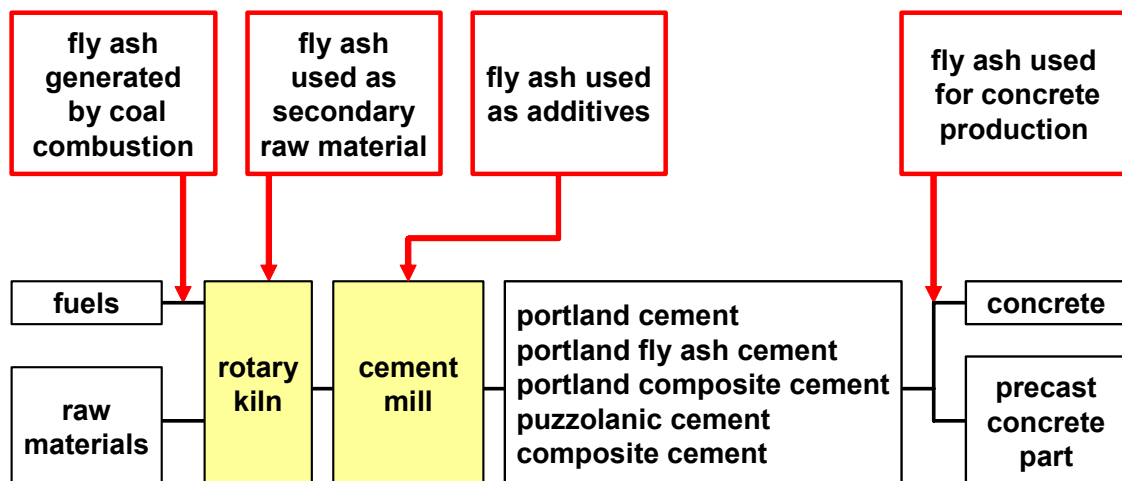 fly ash
generated
by coal
combustion
fly ash
used as
secondary
raw material
fly ash used
as additives
fly ash used
for concrete
production
fuels
raw
materials
rotary
kiln
cement
mill
portland cement
portland fly ash cement
portland composite cement
puzzolanic cement
composite cement
concrete
precast
concrete
part